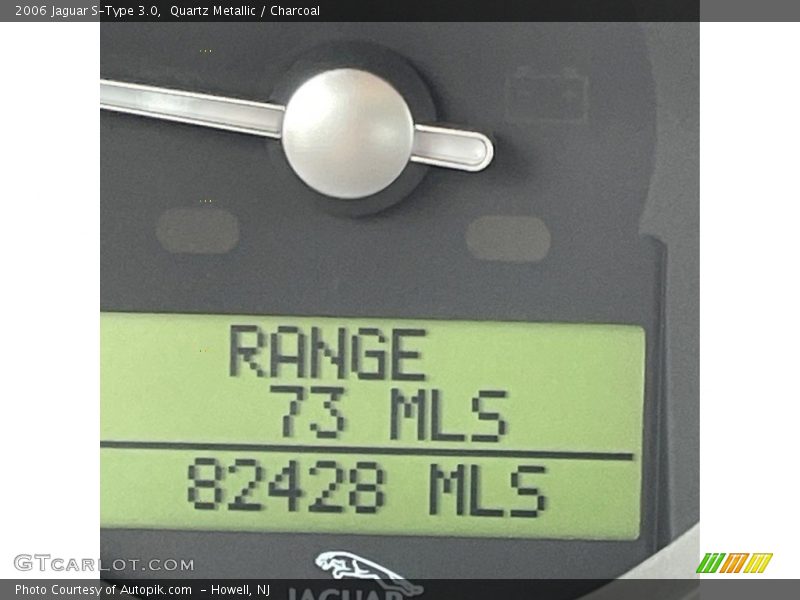 2006 Jaguar S-Type 3.0,  Quartz Metallic / Charcoal
RANGE
73 MLS
82428 MLS
GTCARLOT.COM
JAGUAR
Photo Courtesy of Autopik.com  - Howell, NJ